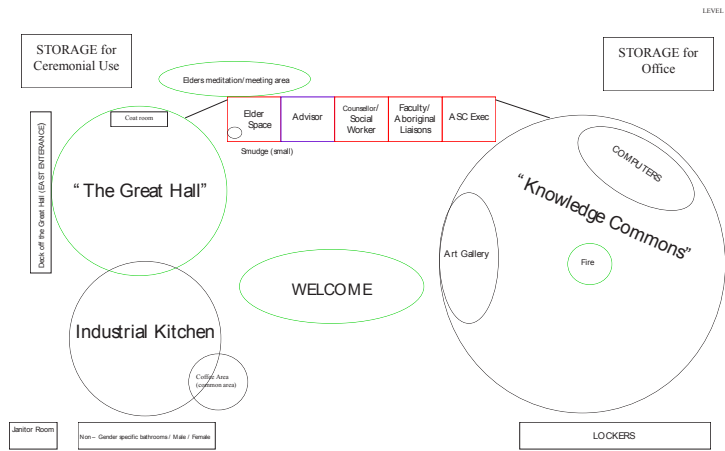 LEVEL
STORAGE for
Ceremonial Use
STORAGE for
Office
Elders meditation/meeting area
Coat room
Elder
Space
Advisor
Counsellor/
Social
Worker
Faculty/
Aboriginal
Liaisons
ASC Exec
Smudge (small)
COMPUTERS
Deck off the Great Hall (EAST ENTERANCE)
“ The Great Hall”
“ Knowledge Commons”
Art Gallery
Fire
WELCOME
Industrial Kitchen
Coffee Area
(common area)
Janitor Room
Non – Gender specific bathrooms / Male / Female
LOCKERS